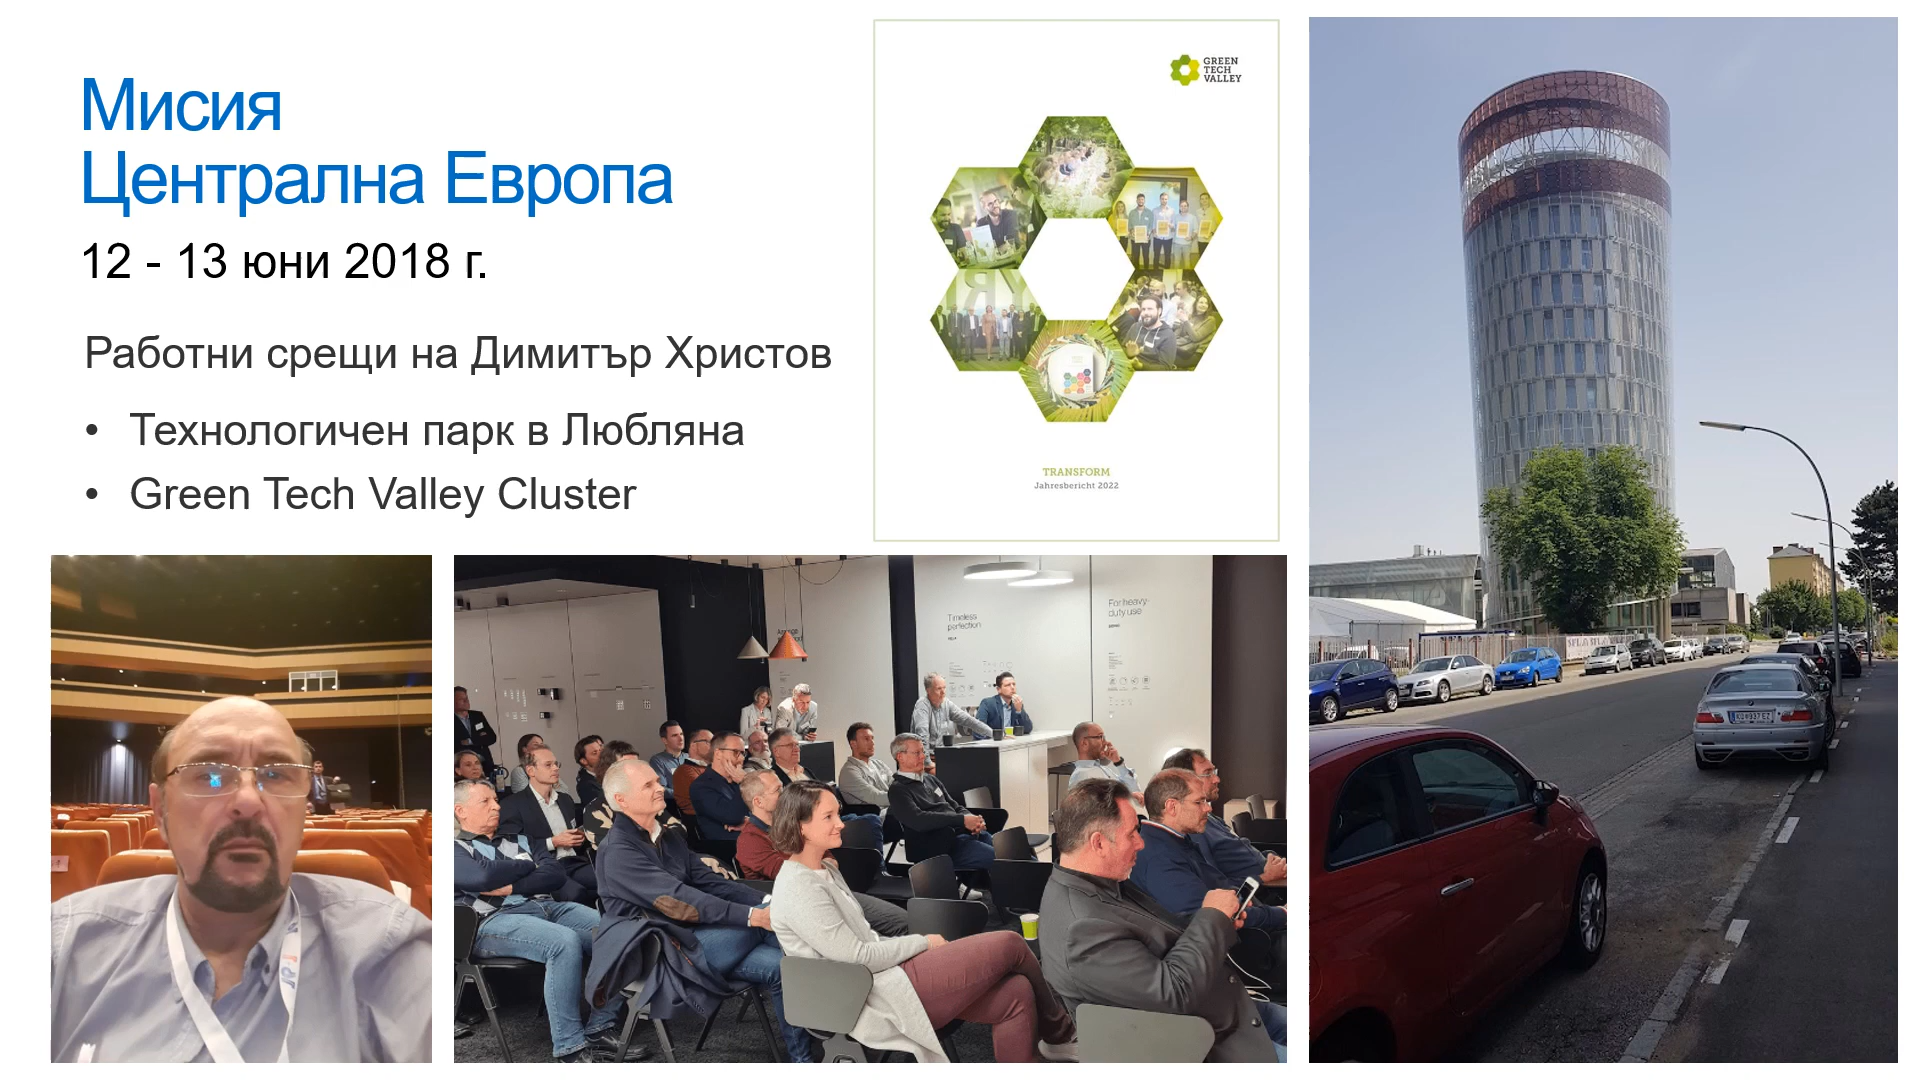 Мисия
Централна Европа
12 - 13 юни 2018 г.
Работни срещи на Димитър Христов
• Технологичен парк в Любляна
• Green Tech Valley Cluster
GREEN
TECH
VALLEY
TRANSFORM
Jahresbericht 2022
Timeless
perfection
For heavy-
duty use